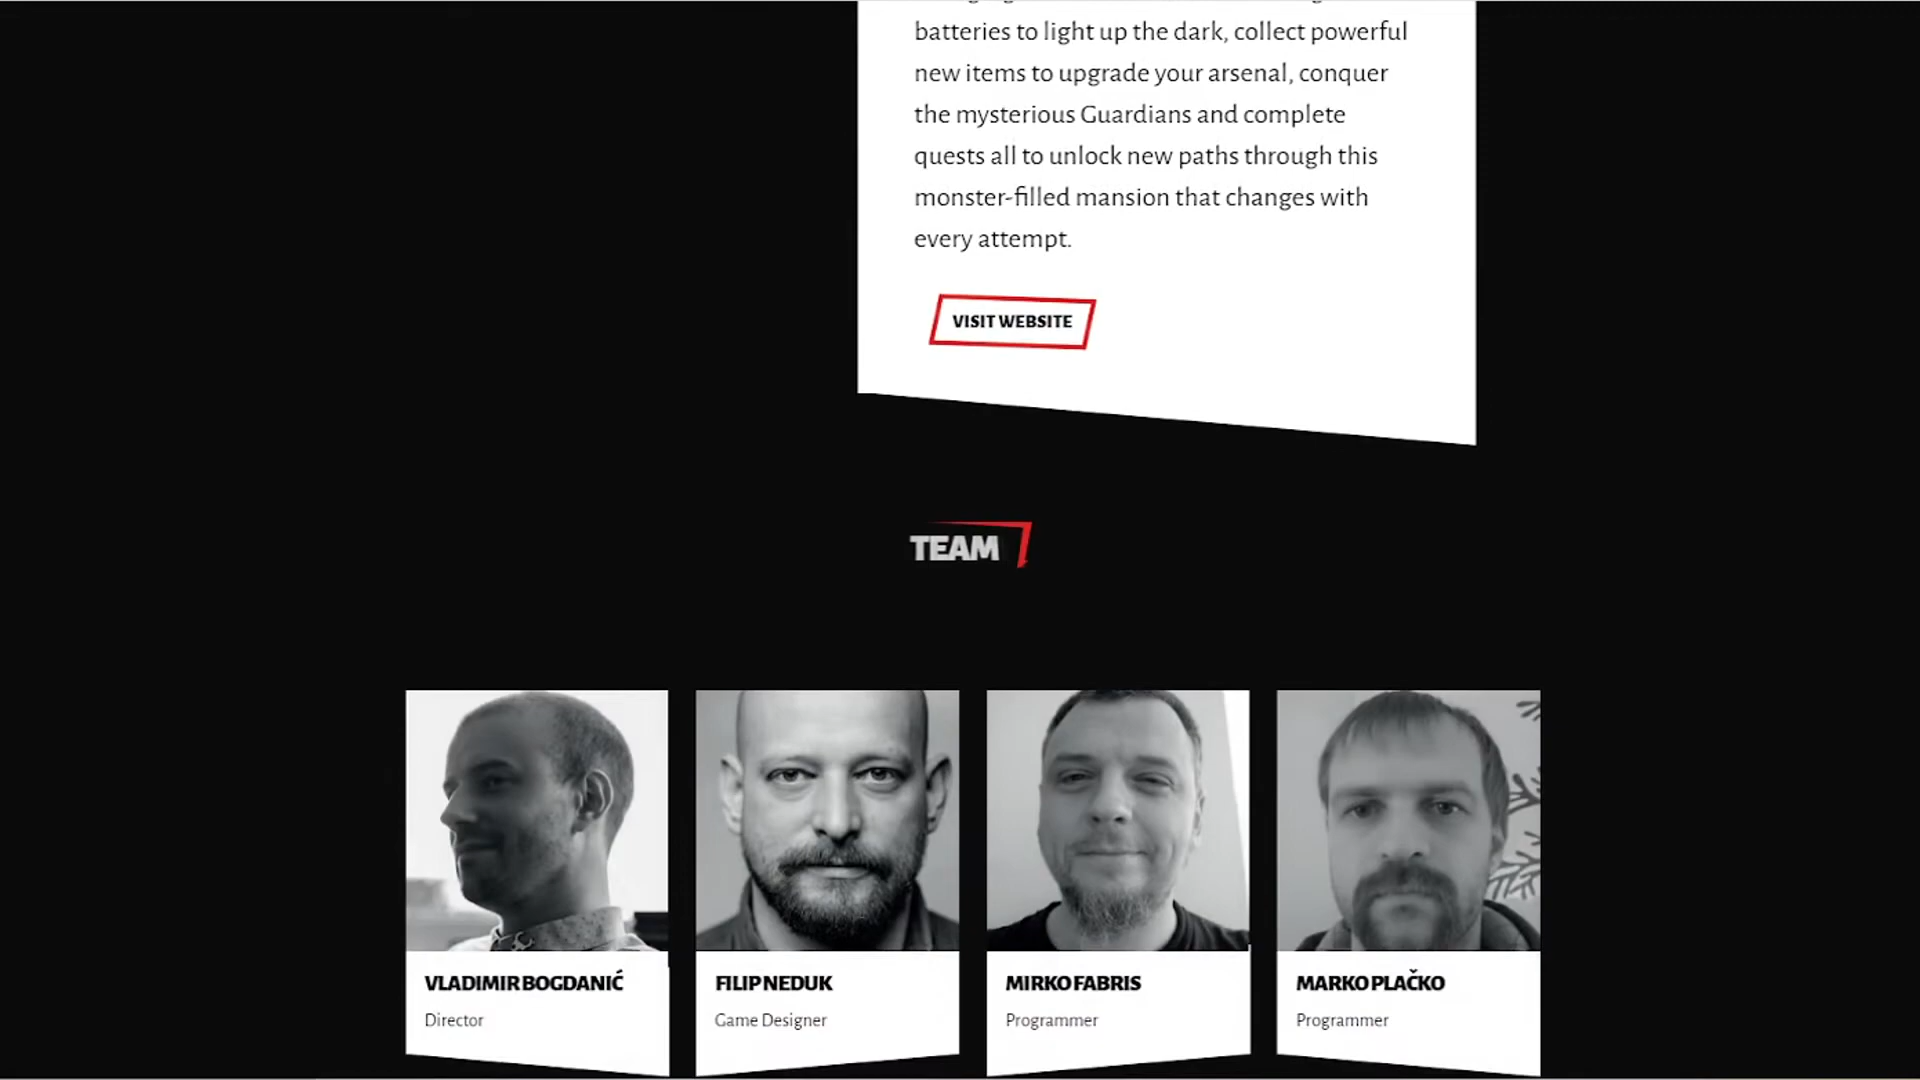 batteries to light up the dark, collect powerful
new items to upgrade your arsenal, conquer
the mysterious Guardians and complete
quests all to unlock new paths through this
monster-filled mansion that changes with
every attempt.
VISIT WEBSITE
TEAM
VLADIMIR BOGDANIĆ
Director
FILIP NEDUK
Game Designer
MIRKO FABRIS
Programmer
MARKO PLAČKO
Programmer